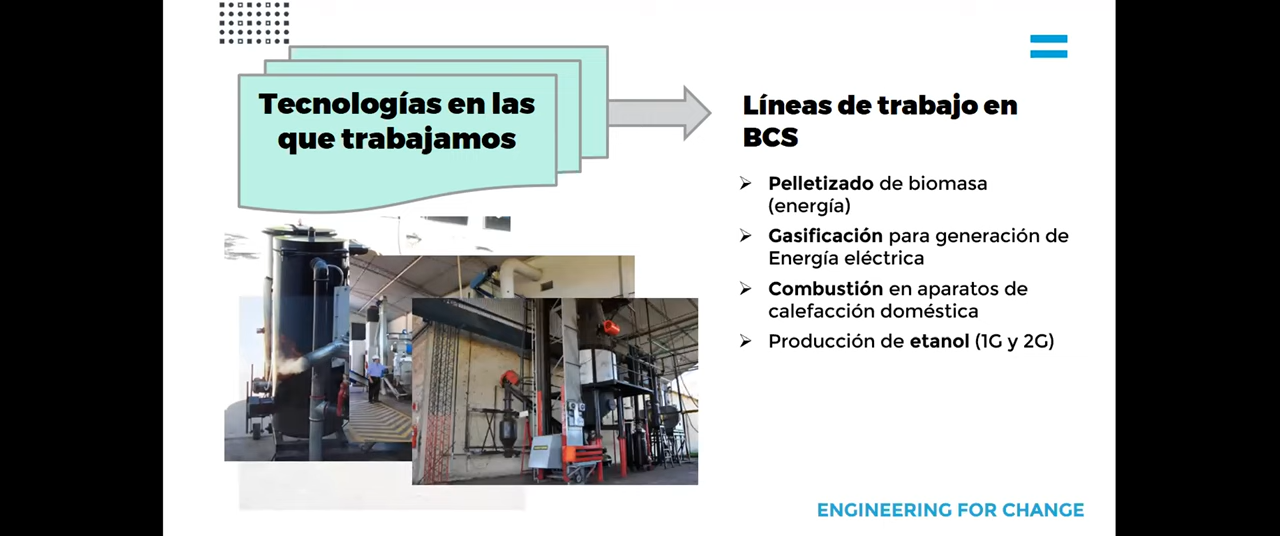 Tecnologías en las
que trabajamos
Líneas de trabajo en
BCS
Pelletizado de biomasa
(energía)
Gasificación para generación de
Energía eléctrica
Combustión en aparatos de
calefacción doméstica
Producción de etanol (1G y 2G)
ENGINEERING FOR CHANGE